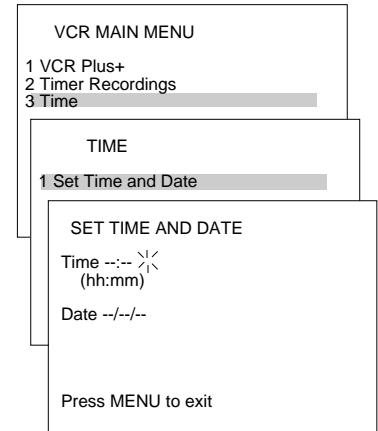 VCR MAIN MENU
1 VCR Plus+
2 Timer Recordings
3 Time
TIME
1 Set Time and Date
SET TIME AND DATE
Time --:--
(hh:mm)
Date --/--/--
Press MENU to exit